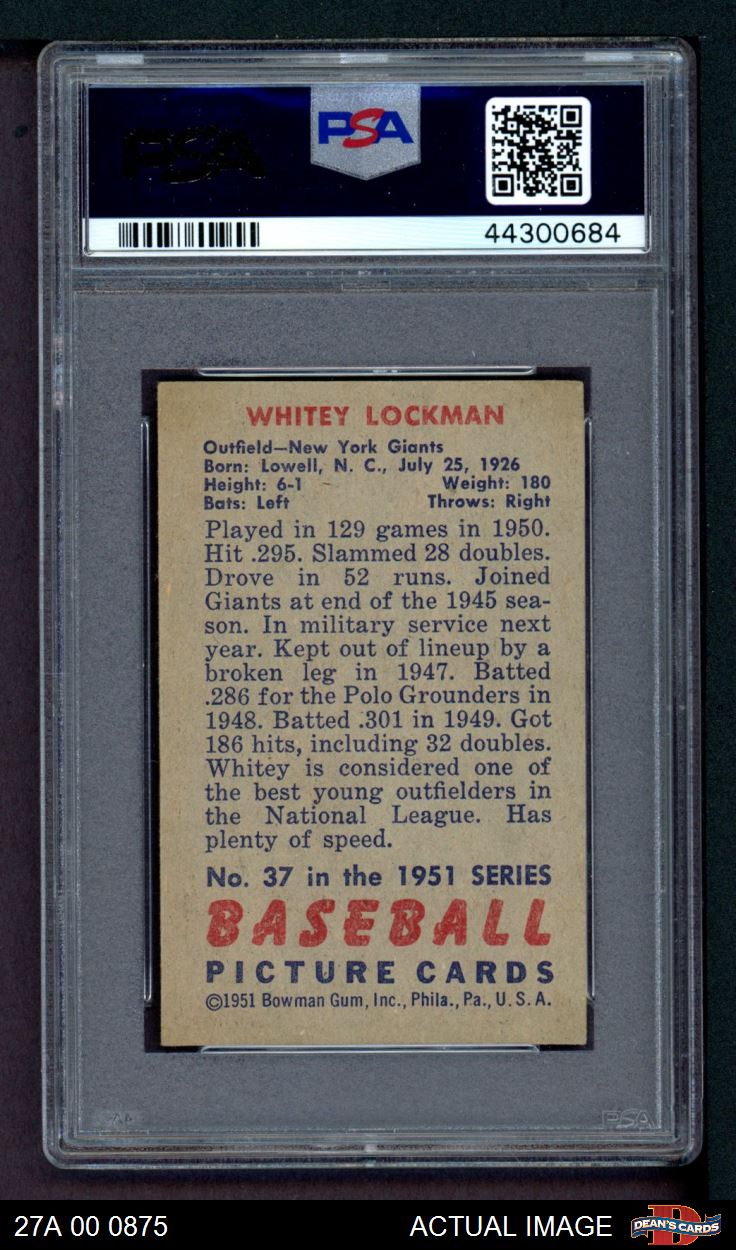 PSA
PSA
44300684
WHITEY LOCKMAN
Outfield—New York Giants
Born: Lowell, N. C., July 25, 1926
Height: 6-1 Weight: 180
Bats: Left Throws: Right
Played in 129 games in 1950.
Hit .295. Slammed 28 doubles.
Drove in 52 runs. Joined
Giants at end of the 1945 sea-
son. In military service next
year. Kept out of lineup by a
broken leg in 1947. Batted
.286 for the Polo Grounders in
1948. Batted .301 in 1949. Got
186 hits, including 32 doubles.
Whitey is considered one of
the best young outfielders in
the National League. Has
plenty of speed.
No. 37 in the 1951 SERIES
BASEBALL
PICTURE CARDS
©1951 Bowman Gum, Inc., Phila., Pa., U. S. A.
PSA
27A 00 0875 ACTUAL IMAGE DEAN'S CARDS